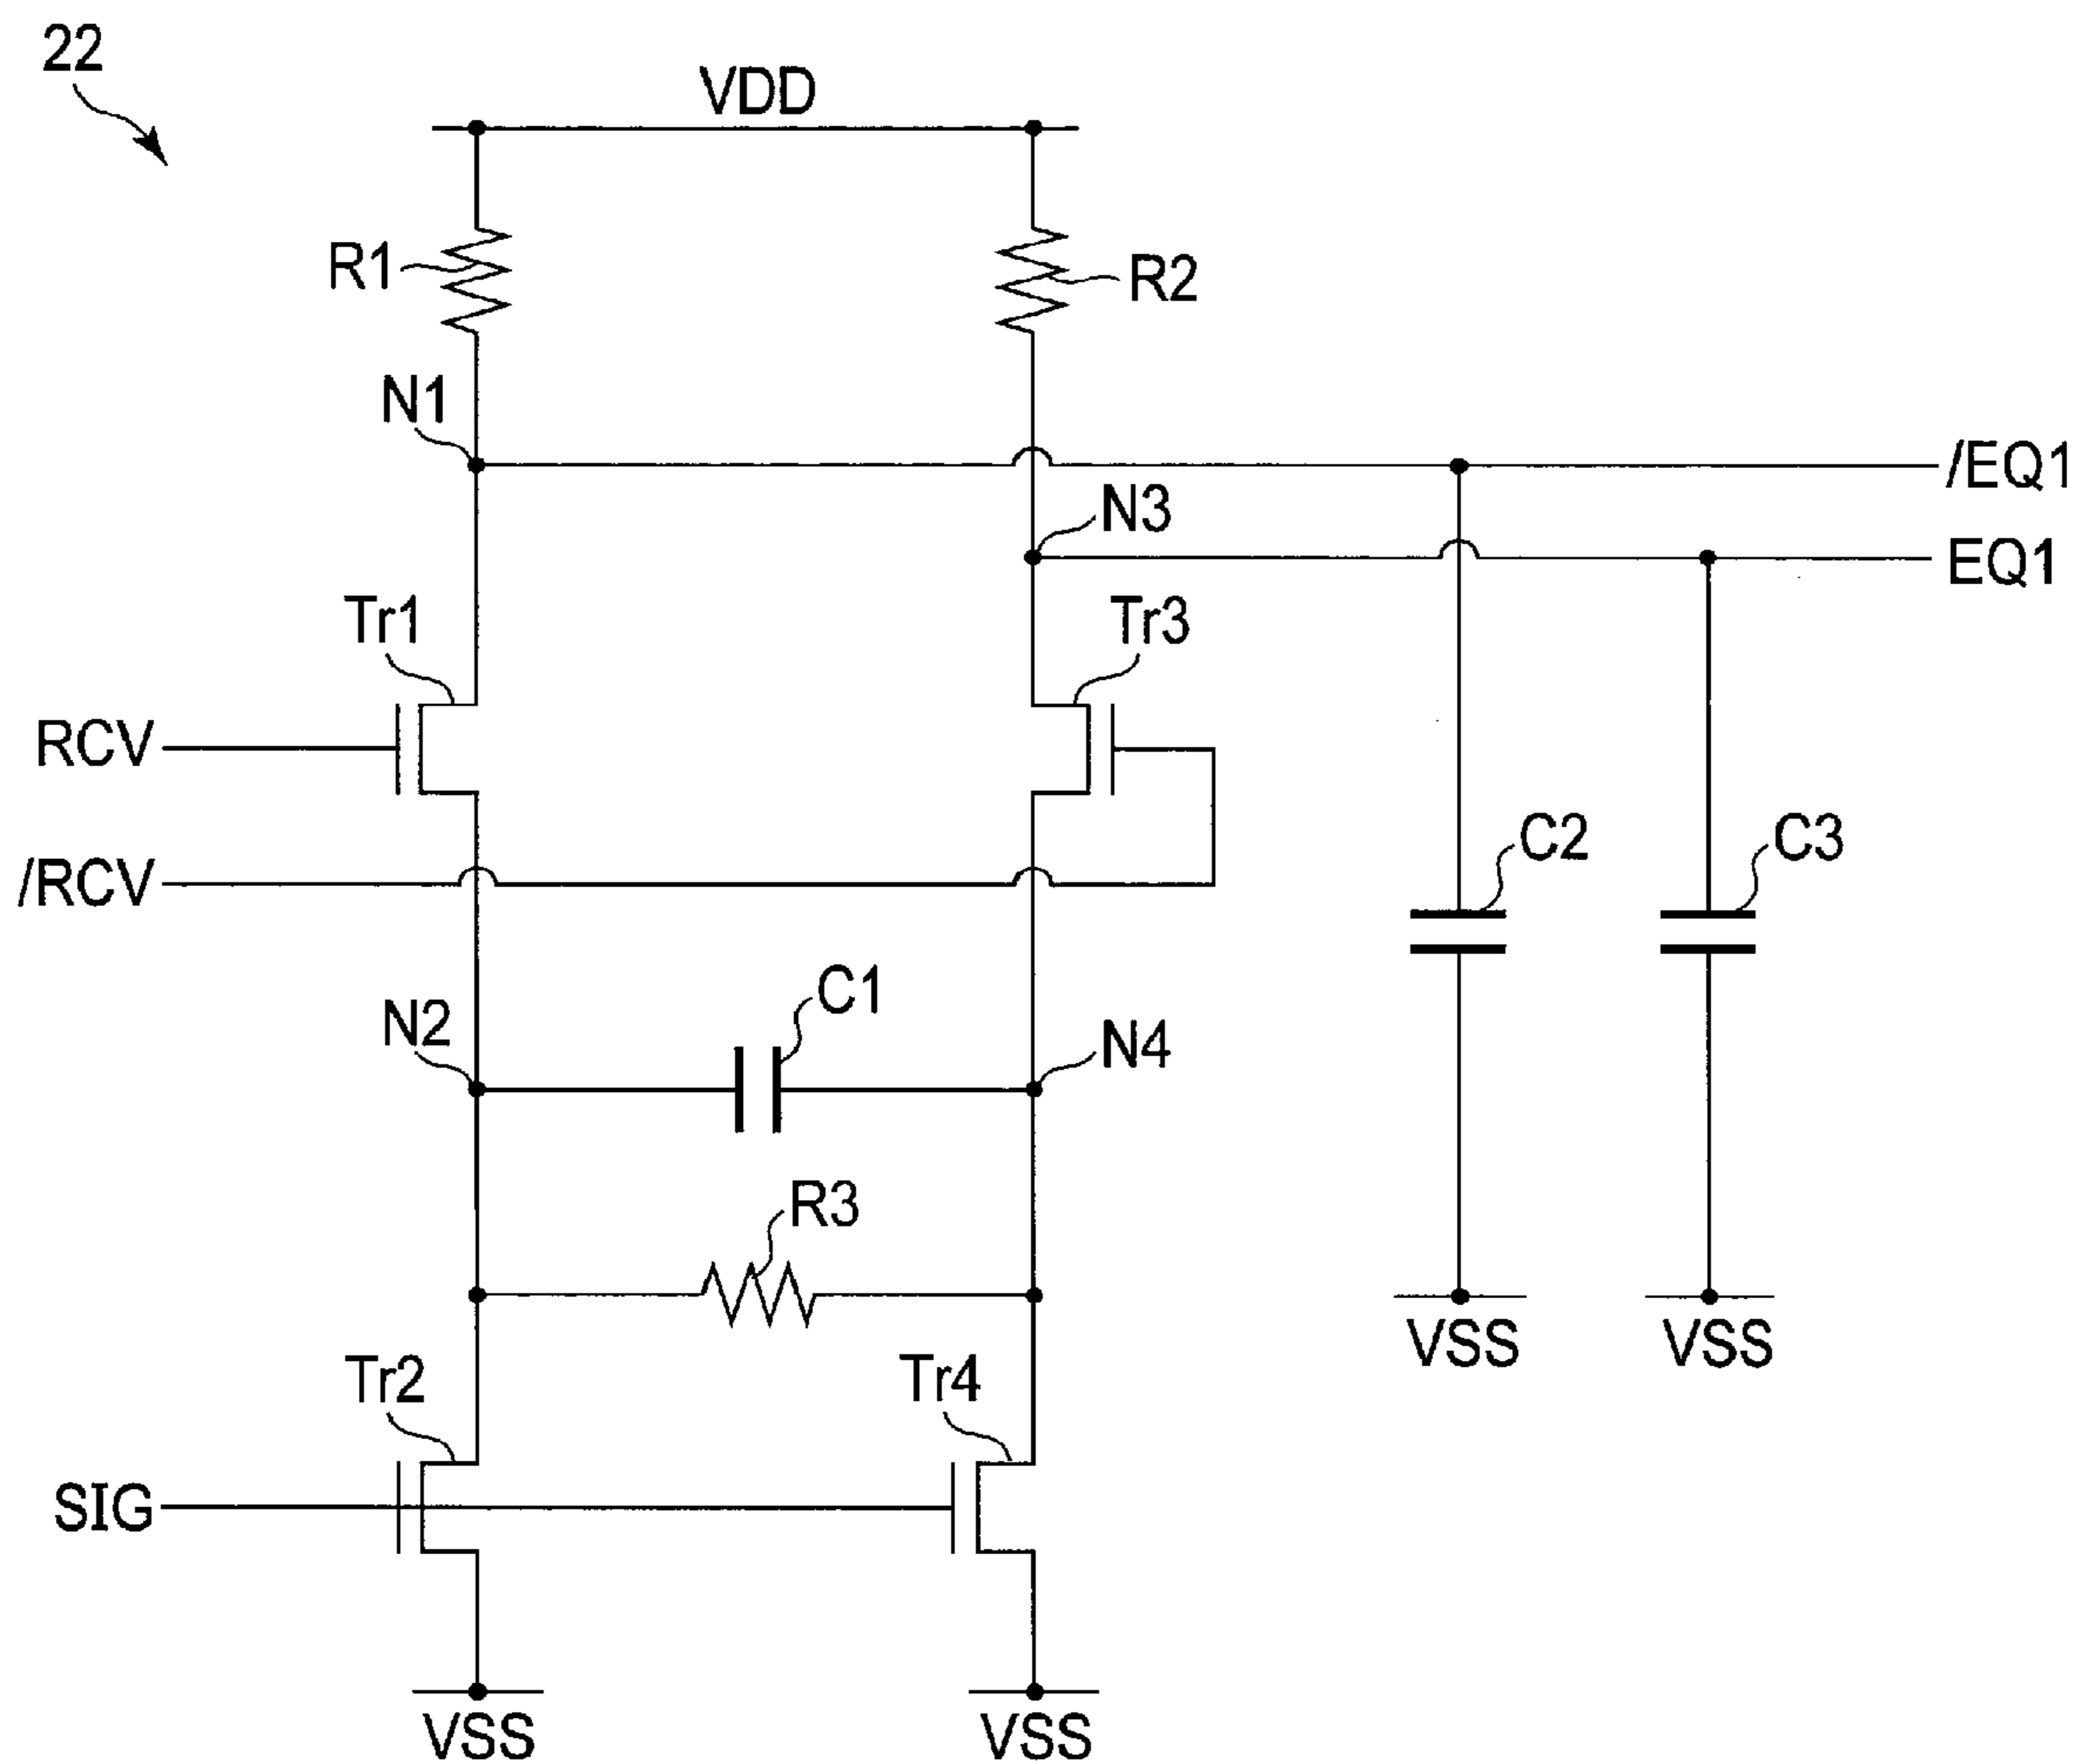 22
VDD
R1
R2
N1
/EQ1
N3
EQ1
Tr1
Tr3
RCV
C2
C3
/RCV
C1
N2
N4
R3
VSS
VSS
Tr2
Tr4
SIG
VSS
VSS